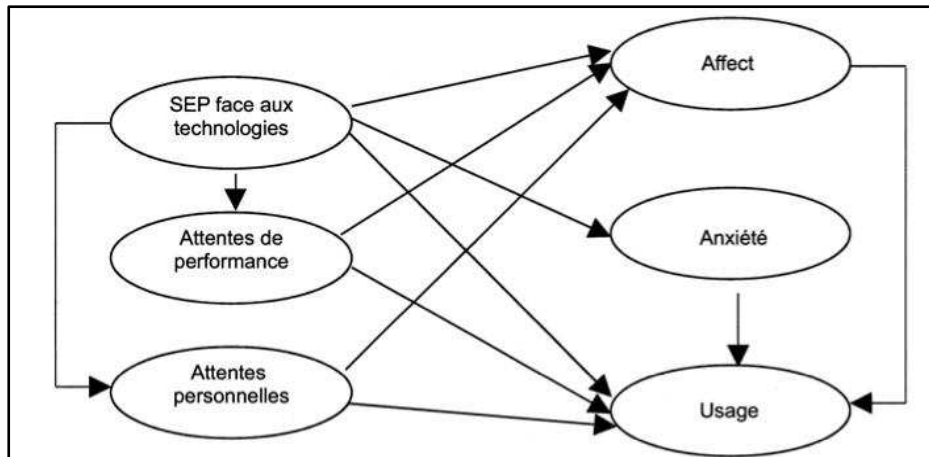 SEP face aux
technologies
Attentes de
performance
Attentes
personnelles
Affect
Anxiété
Usage